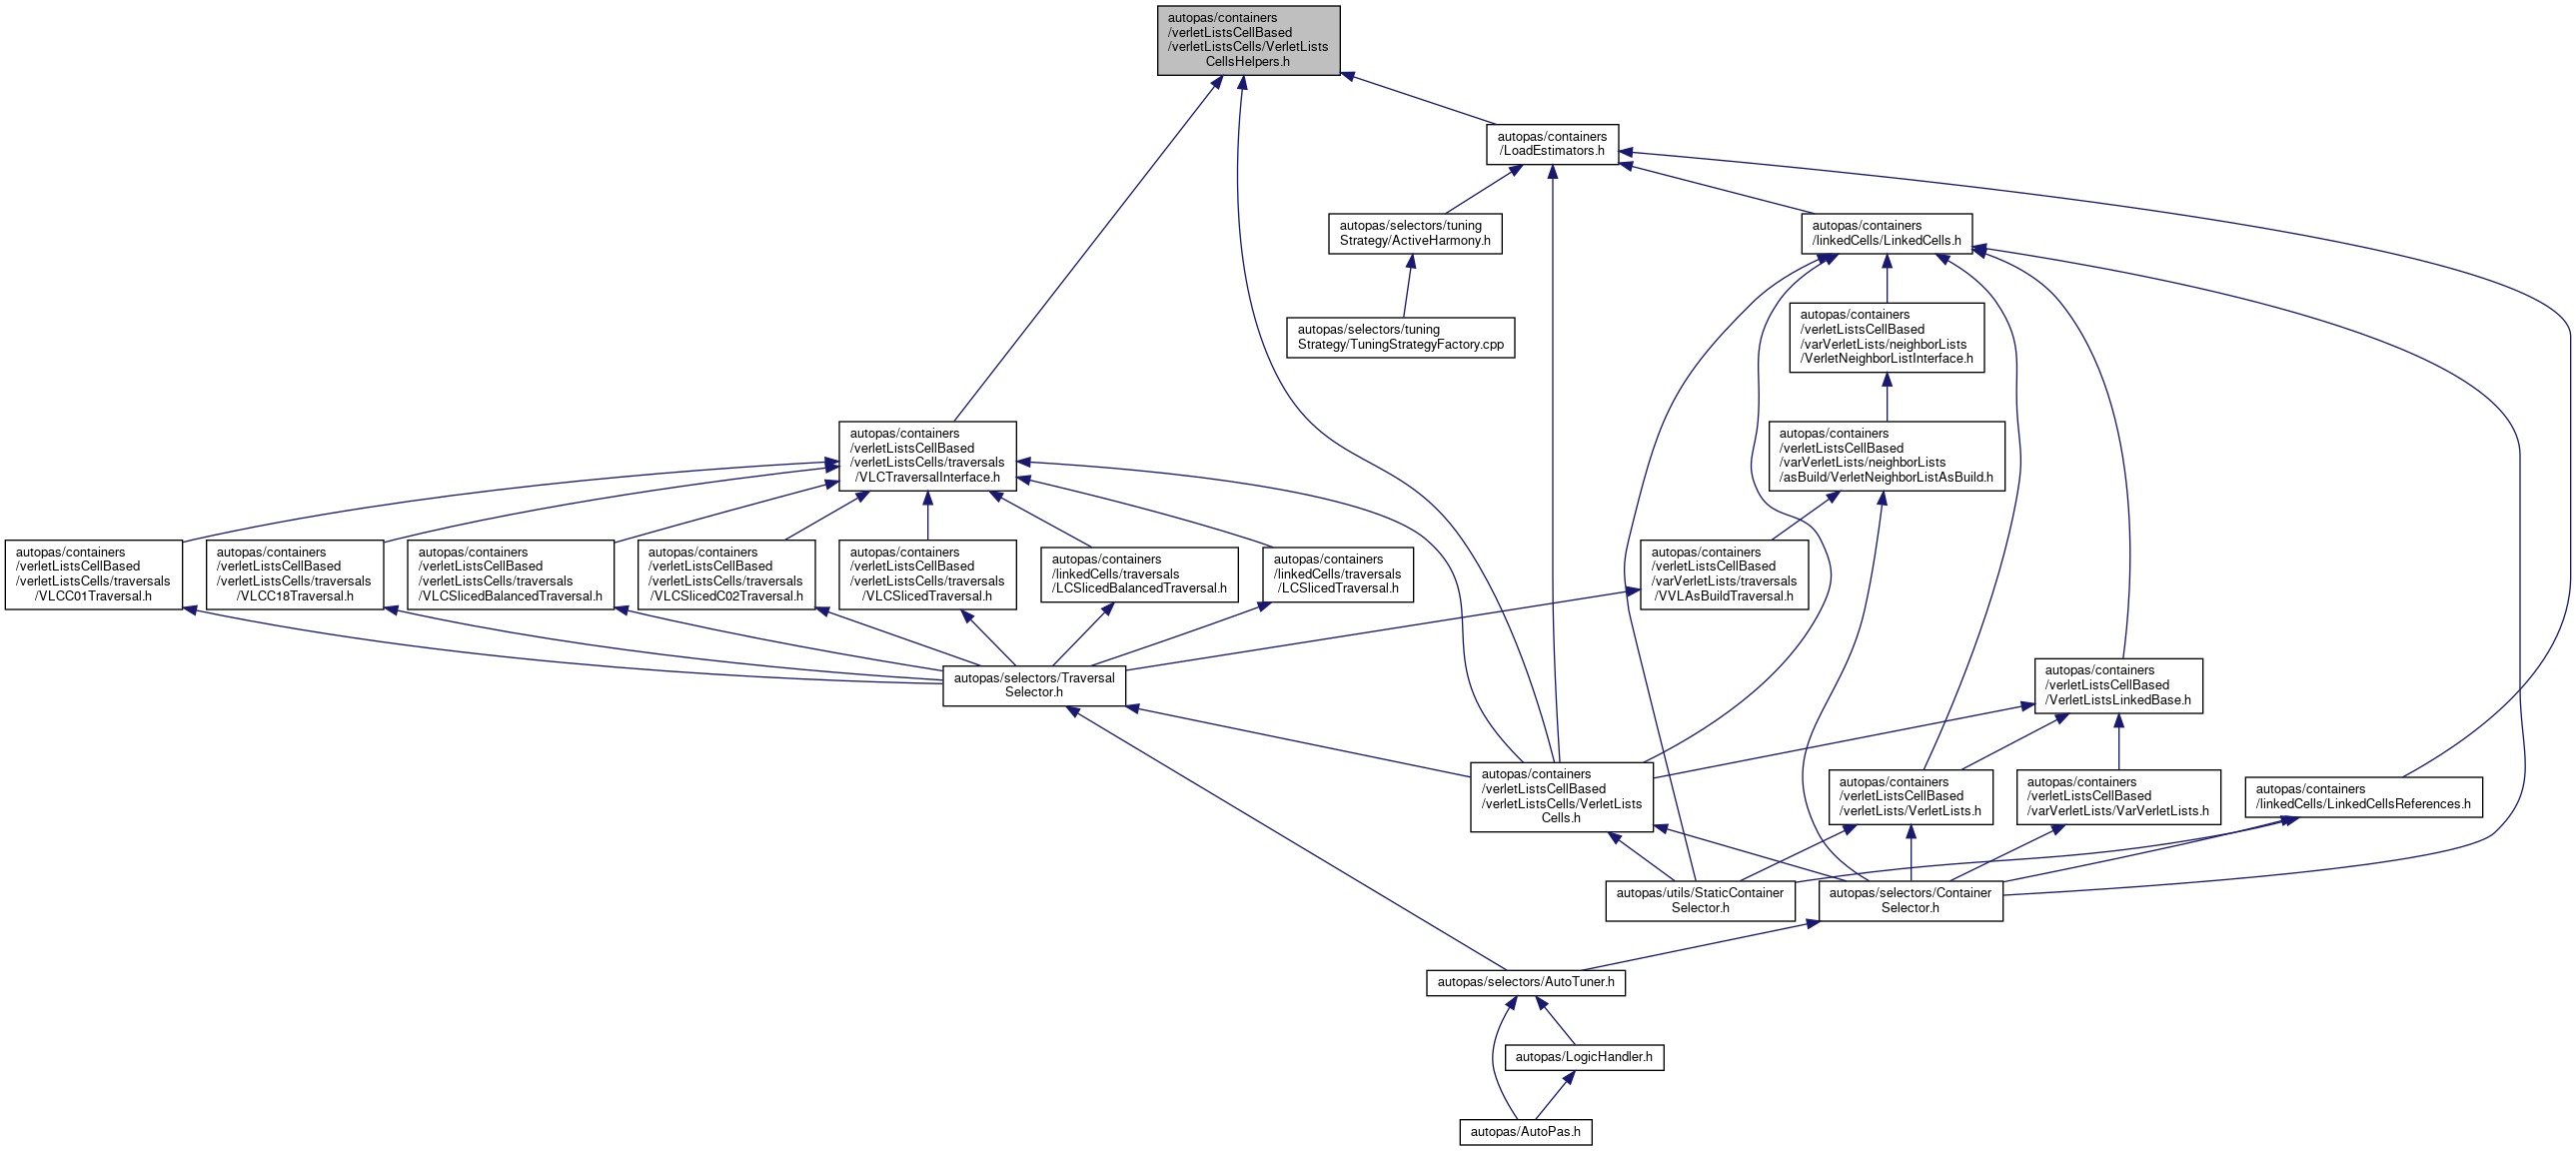 autopas/containers
/verletListsCellBased
/verletListsCells/VerletLists
CellsHelpers.h
autopas/containers
/LoadEstimators.h
autopas/selectors/tuning
Strategy/ActiveHarmony.h
autopas/containers
/linkedCells/LinkedCells.h
autopas/selectors/tuning
Strategy/TuningStrategyFactory.cpp
autopas/containers
/verletListsCellBased
/varVerletLists/neighborLists
/VerletNeighborListInterface.h
autopas/containers
/verletListsCellBased
/verletListsCells/traversals
/VLCTraversalInterface.h
autopas/containers
/verletListsCellBased
/varVerletLists/neighborLists
/asBuild/VerletNeighborListAsBuild.h
autopas/containers
/verletListsCellBased
/verletListsCells/traversals
/VLCC01Traversal.h
autopas/containers
/verletListsCellBased
/verletListsCells/traversals
/VLCC18Traversal.h
autopas/containers
/verletListsCellBased
/verletListsCells/traversals
/VLCSlicedBalancedTraversal.h
autopas/containers
/verletListsCellBased
/verletListsCells/traversals
/VLCSlicedC02Traversal.h
autopas/containers
/verletListsCellBased
/verletListsCells/traversals
/VLCSlicedTraversal.h
autopas/containers
/linkedCells/traversals
/LCSlicedBalancedTraversal.h
autopas/containers
/linkedCells/traversals
/LCSlicedTraversal.h
autopas/containers
/verletListsCellBased
/varVerletLists/traversals
/VVLAsBuildTraversal.h
autopas/selectors/Traversal
Selector.h
autopas/containers
/verletListsCellBased
/VerletListsLinkedBase.h
autopas/containers
/verletListsCellBased
/verletListsCells/VerletLists
Cells.h
autopas/containers
/verletListsCellBased
/verletLists/VerletLists.h
autopas/containers
/verletListsCellBased
/varVerletLists/VarVerletLists.h
autopas/containers
/linkedCells/LinkedCellsReferences.h
autopas/utils/StaticContainer
Selector.h
autopas/selectors/Container
Selector.h
autopas/selectors/AutoTuner.h
autopas/LogicHandler.h
autopas/AutoPas.h